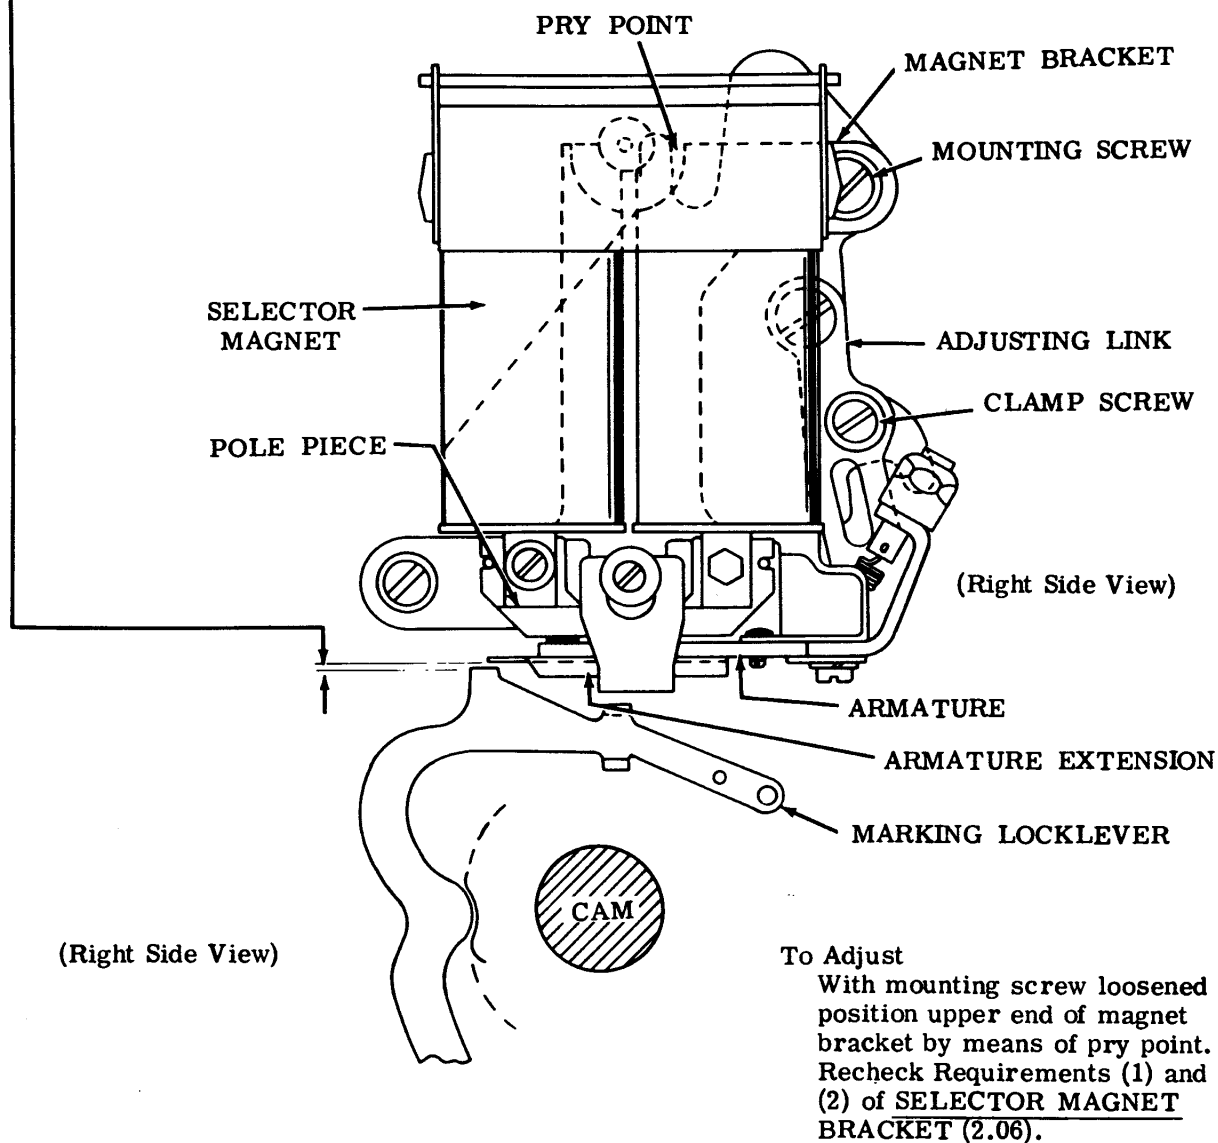 PRY POINT
MAGNET BRACKET
MOUNTING SCREW
SELECTOR
MAGNET
ADJUSTING LINK
CLAMP SCREW
POLE PIECE
(Right Side View)
ARMATURE
ARMATURE EXTENSION
MARKING LOCKLEVER
CAM
(Right Side View)
To Adjust
With mounting screw loosened
position upper end of magnet
bracket by means of pry point.
Recheck Requirements (1) and
(2) of SELECTOR MAGNET
BRACKET (2.06).